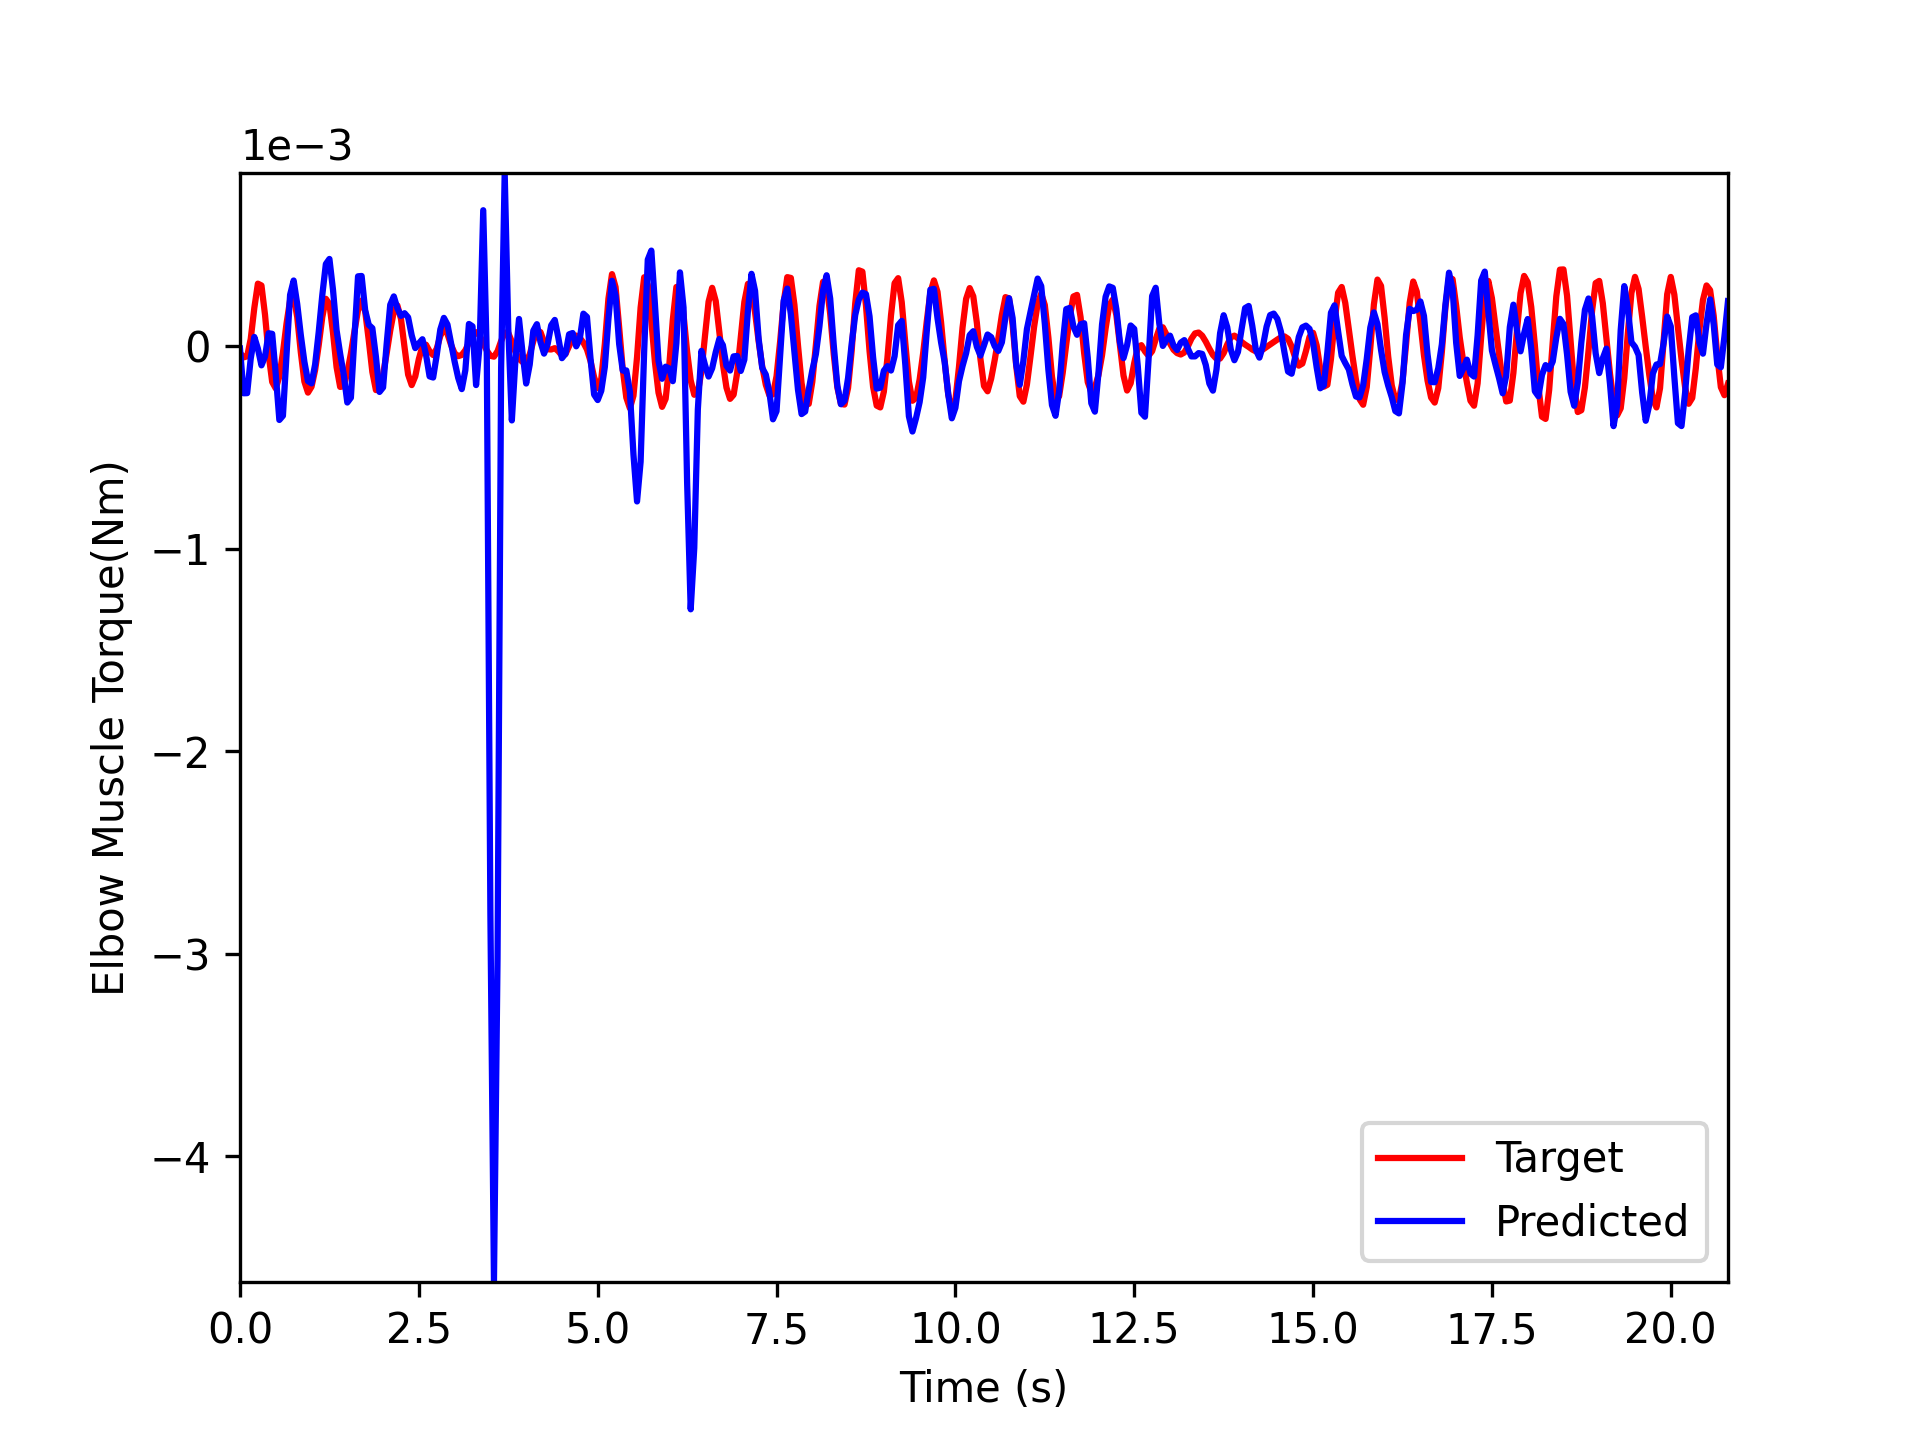 1e−3
0
−1
−2
−3
−4
Elbow Muscle Torque(Nm)
Target
Predicted
0.0 2.5 5.0 7.5 10.0 12.5 15.0 17.5 20.0
Time (s)